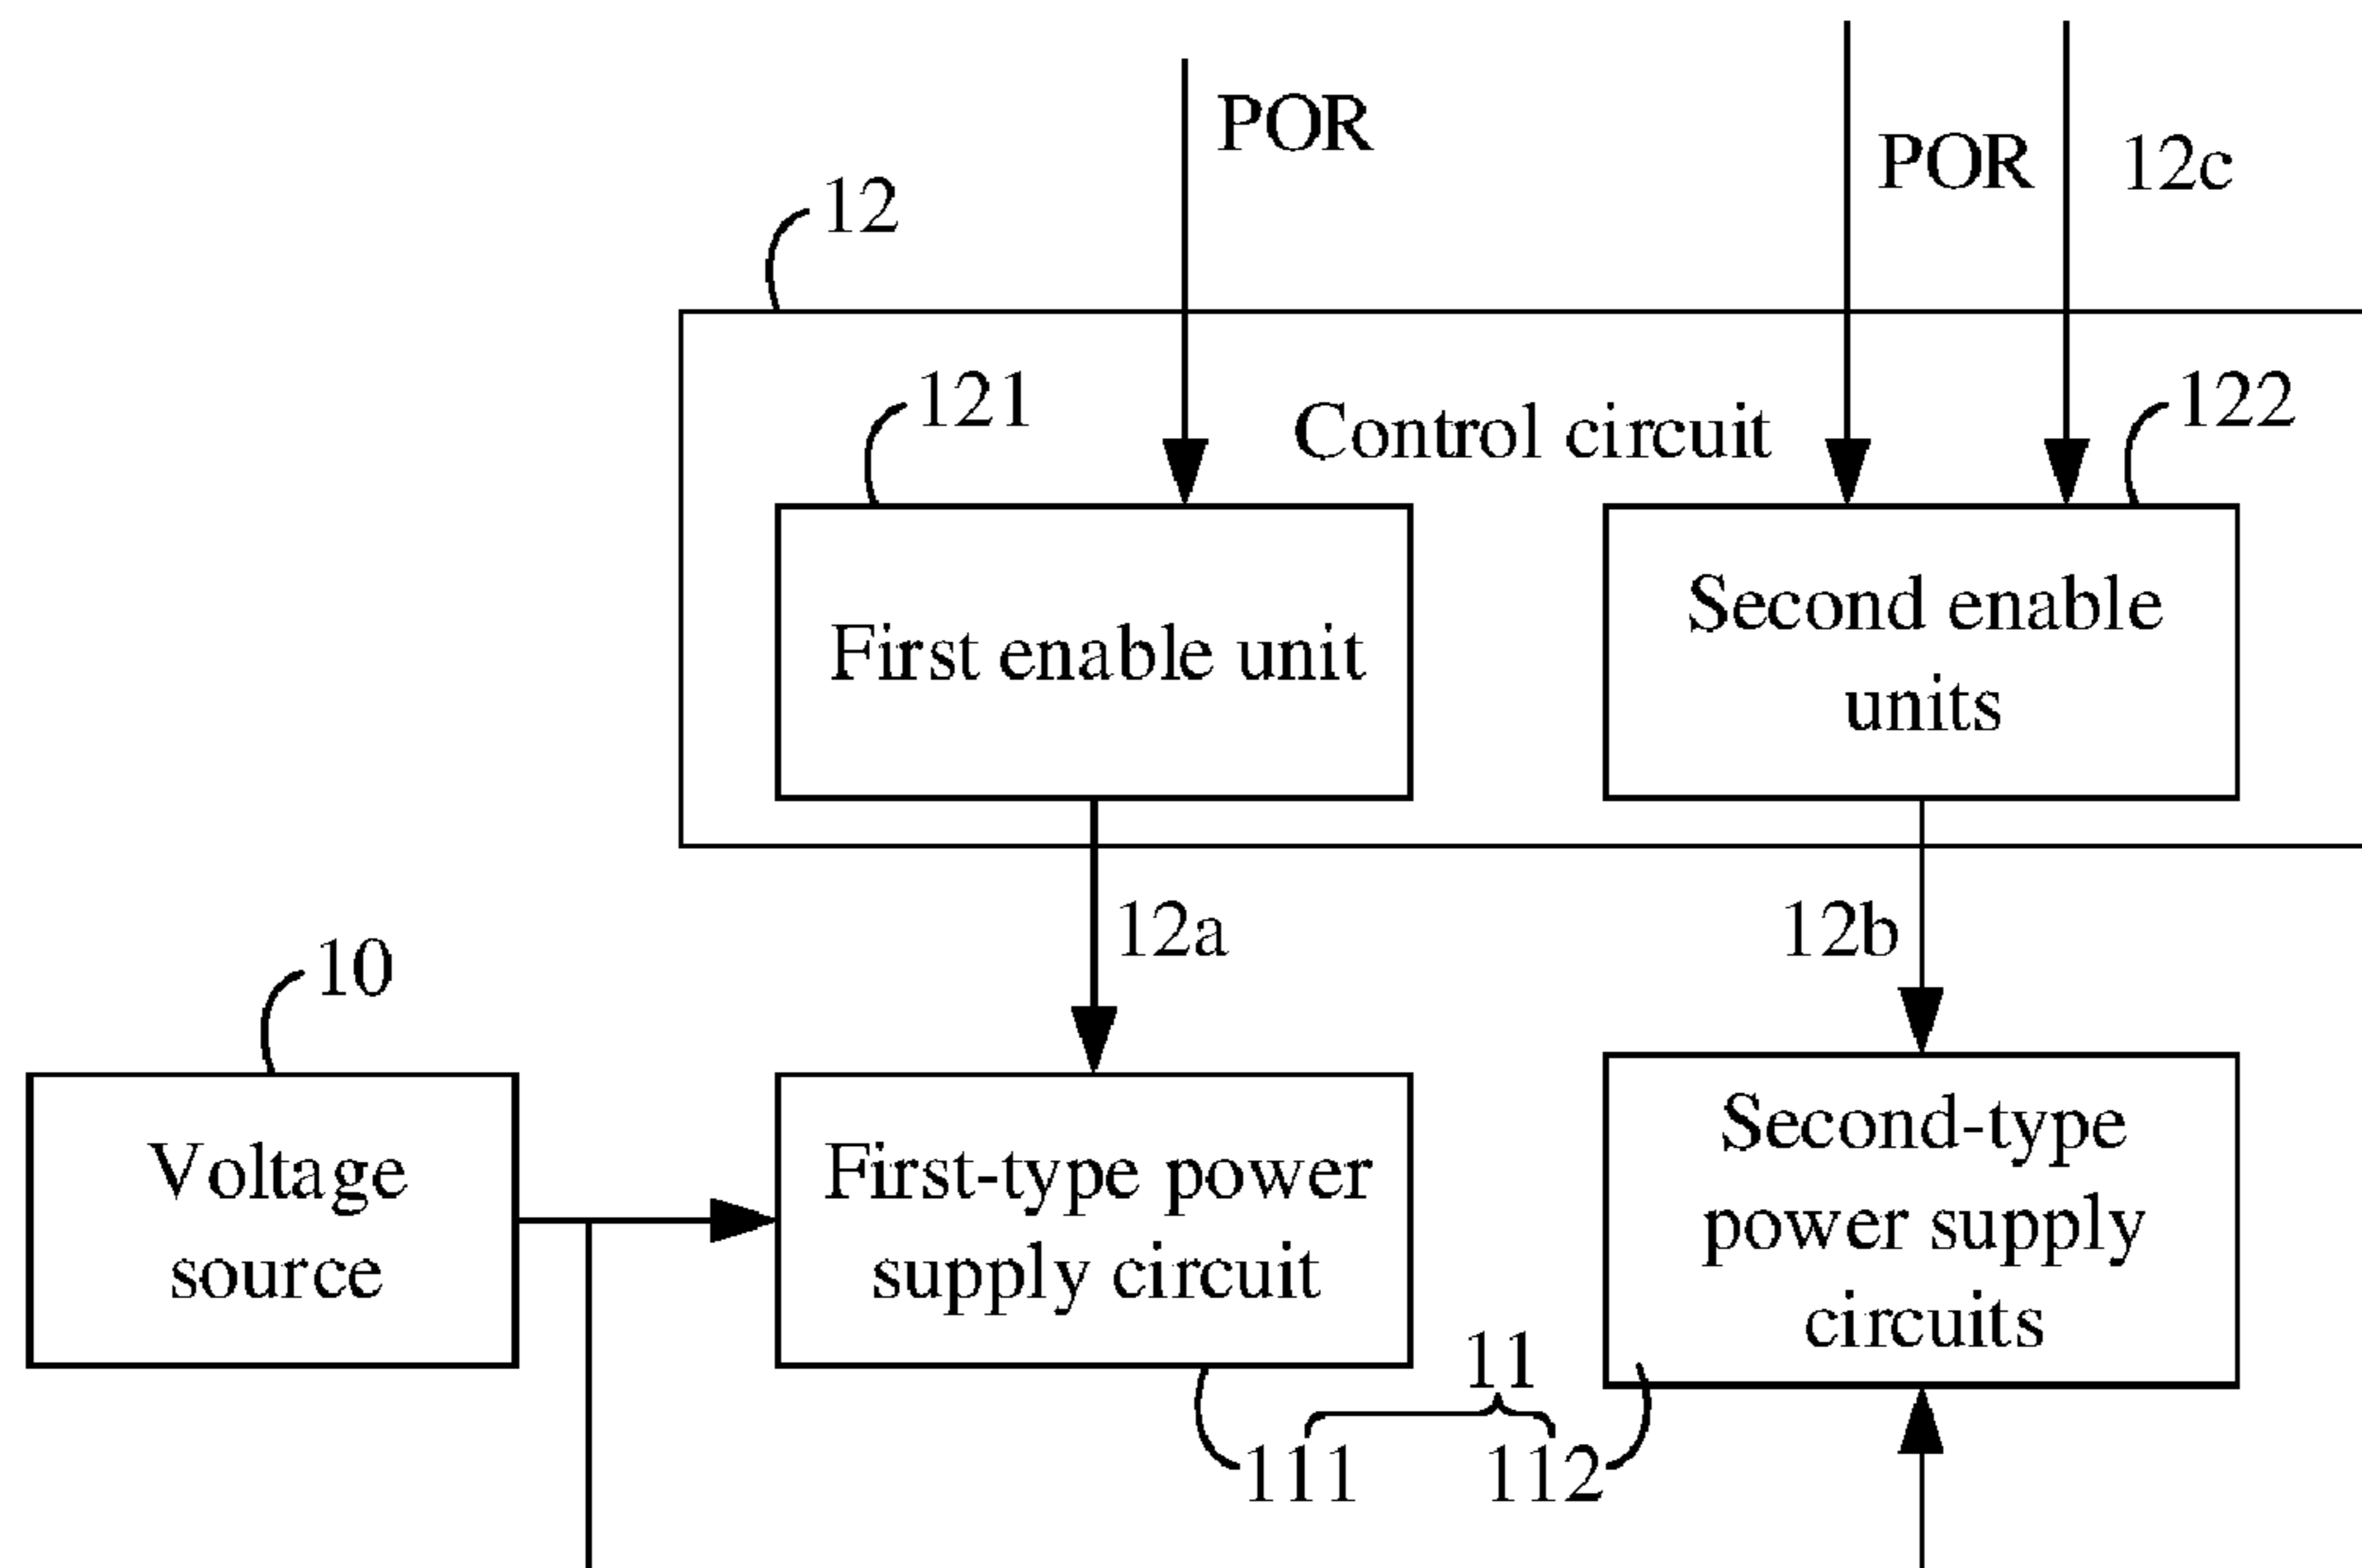 POR
POR
12c
12
121
Control circuit
122
First enable unit
Second enable
units
12a
12b
10
Voltage
source
First-type power
supply circuit
Second-type
power supply
circuits
11
111
112